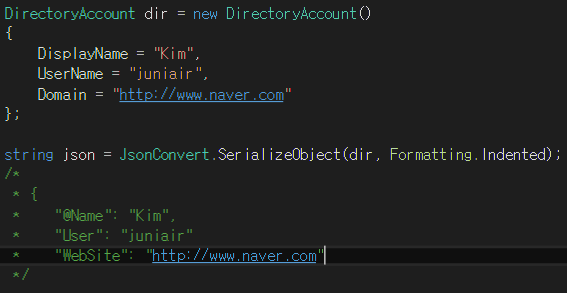 DirectoryAccount dir = new DirectoryAccount()
{
    DisplayName = "Kim",
    UserName = "juniair",
    Domain = "http://www.naver.com"
};

string json = JsonConvert.SerializeObject(dir, Formatting.Indented);
/*
 * {
 *    "@Name": "Kim",
 *    "User": "juniair"
 *    "WebSite": "http://www.naver.com"
 */